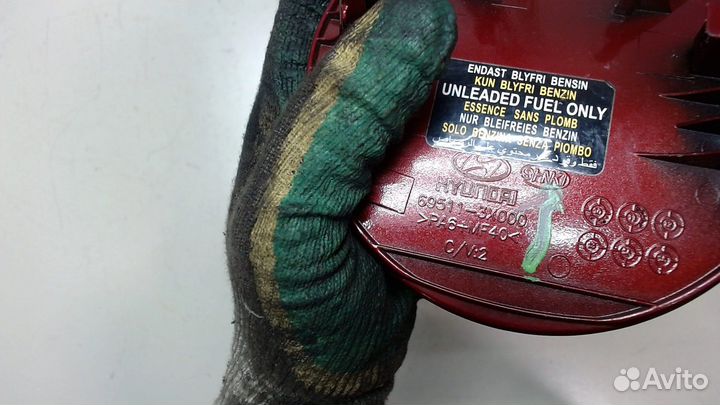 ENDAST BLYFRI BENSIN
KUN BLYFRI BENZIN
UNLEADED FUEL ONLY
ESSENCE SANS PLOMB
NUR BLEIFREIES BENZIN
SOLO BENZINA SENZA PIOMBO
HYUNDAI
69511-3X000
>PA6-MF40<
C/V:2
Avito